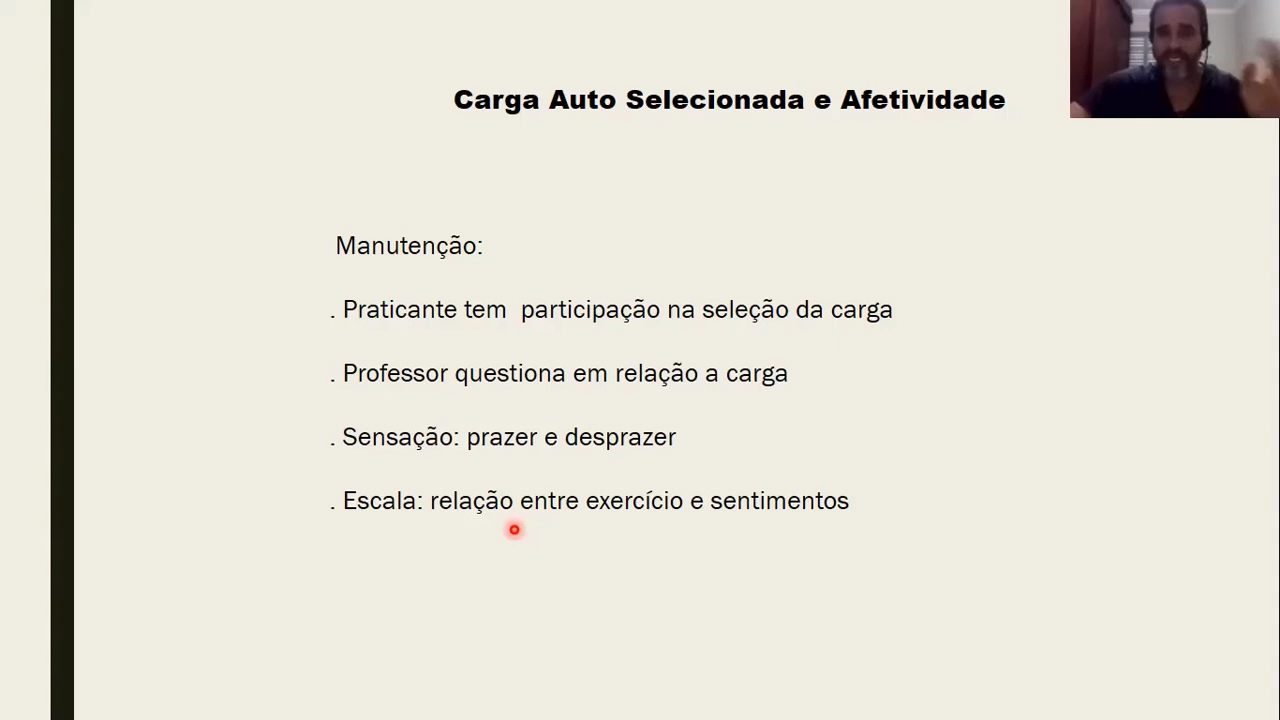 Carga Auto Selecionada e Afetividade
Manutenção:
. Praticante tem  participação na seleção da carga
. Professor questiona em relação a carga
. Sensação: prazer e desprazer
. Escala: relação entre exercício e sentimentos